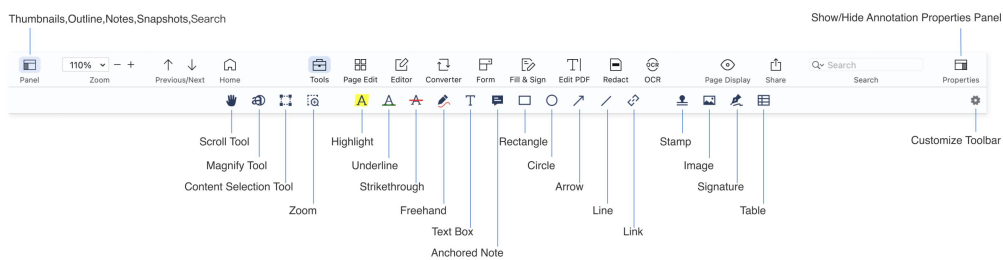 Thumbnails,Outline,Notes,Snapshots,Search
Show/Hide Annotation Properties Panel
110%
Search
Panel
Zoom
Previous/Next
Home
Tools
Page Edit
Editor
Converter
Form
Fill & Sign
Edit PDF
Redact
OCR
OCR
Page Display
Share
Search
Properties
A
A
A
T
Scroll Tool
Highlight
Rectangle
Stamp
Customize Toolbar
Magnify Tool
Underline
Circle
Image
Content Selection Tool
Strikethrough
Arrow
Signature
Zoom
Freehand
Line
Table
Text Box
Link
Anchored Note